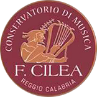 CONSERVATORIO DI MUSICA
F. CILEA
REGGIO CALABRIA